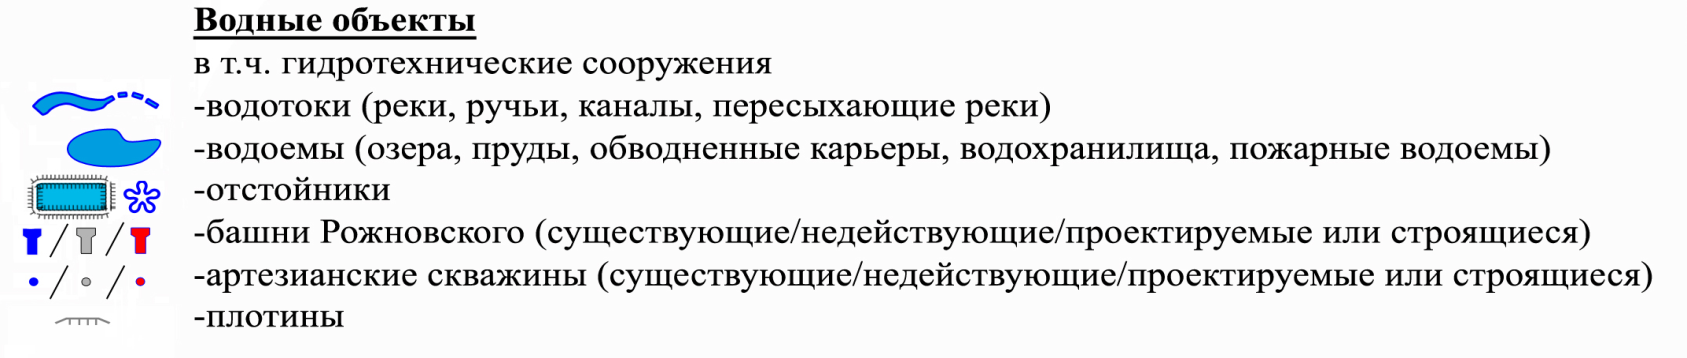 Водные объекты
в т.ч. гидротехнические сооружения
-водотоки (реки, ручьи, каналы, пересыхающие реки)
-водоемы (озера, пруды, обводненные карьеры, водохранилища, пожарные водоемы)
-отстойники
-башни Рожновского (существующие/недействующие/проектируемые или строящиеся)
-артезианские скважины (существующие/недействующие/проектируемые или строящиеся)
-плотины